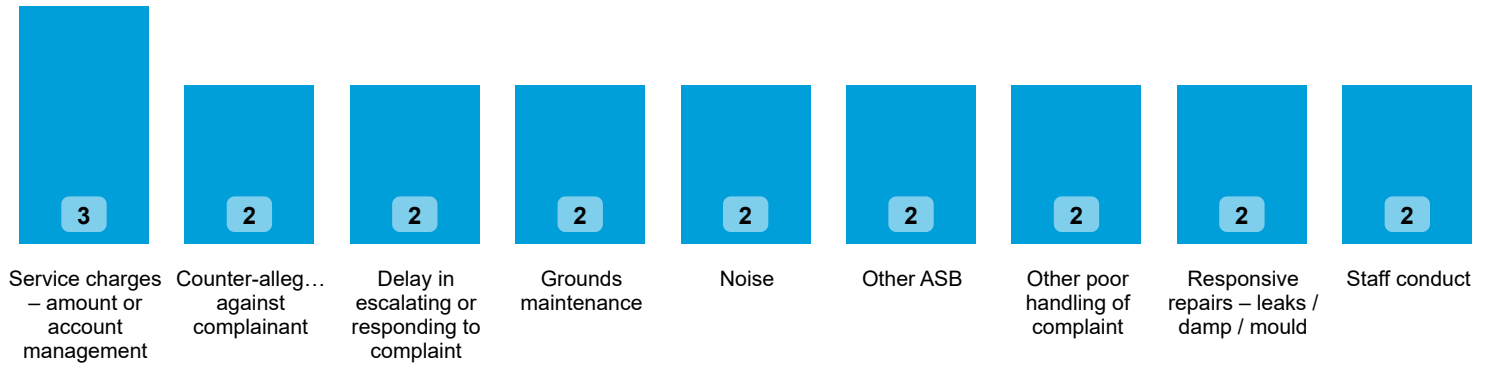 3
2
2
2
2
2
2
2
2
Service charges
– amount or
account
management
Counter-alleg…
against
complainant
Delay in
escalating or
responding to
complaint
Grounds
maintenance
Noise
Other ASB
Other poor
handling of
complaint
Responsive
repairs – leaks /
damp / mould
Staff conduct